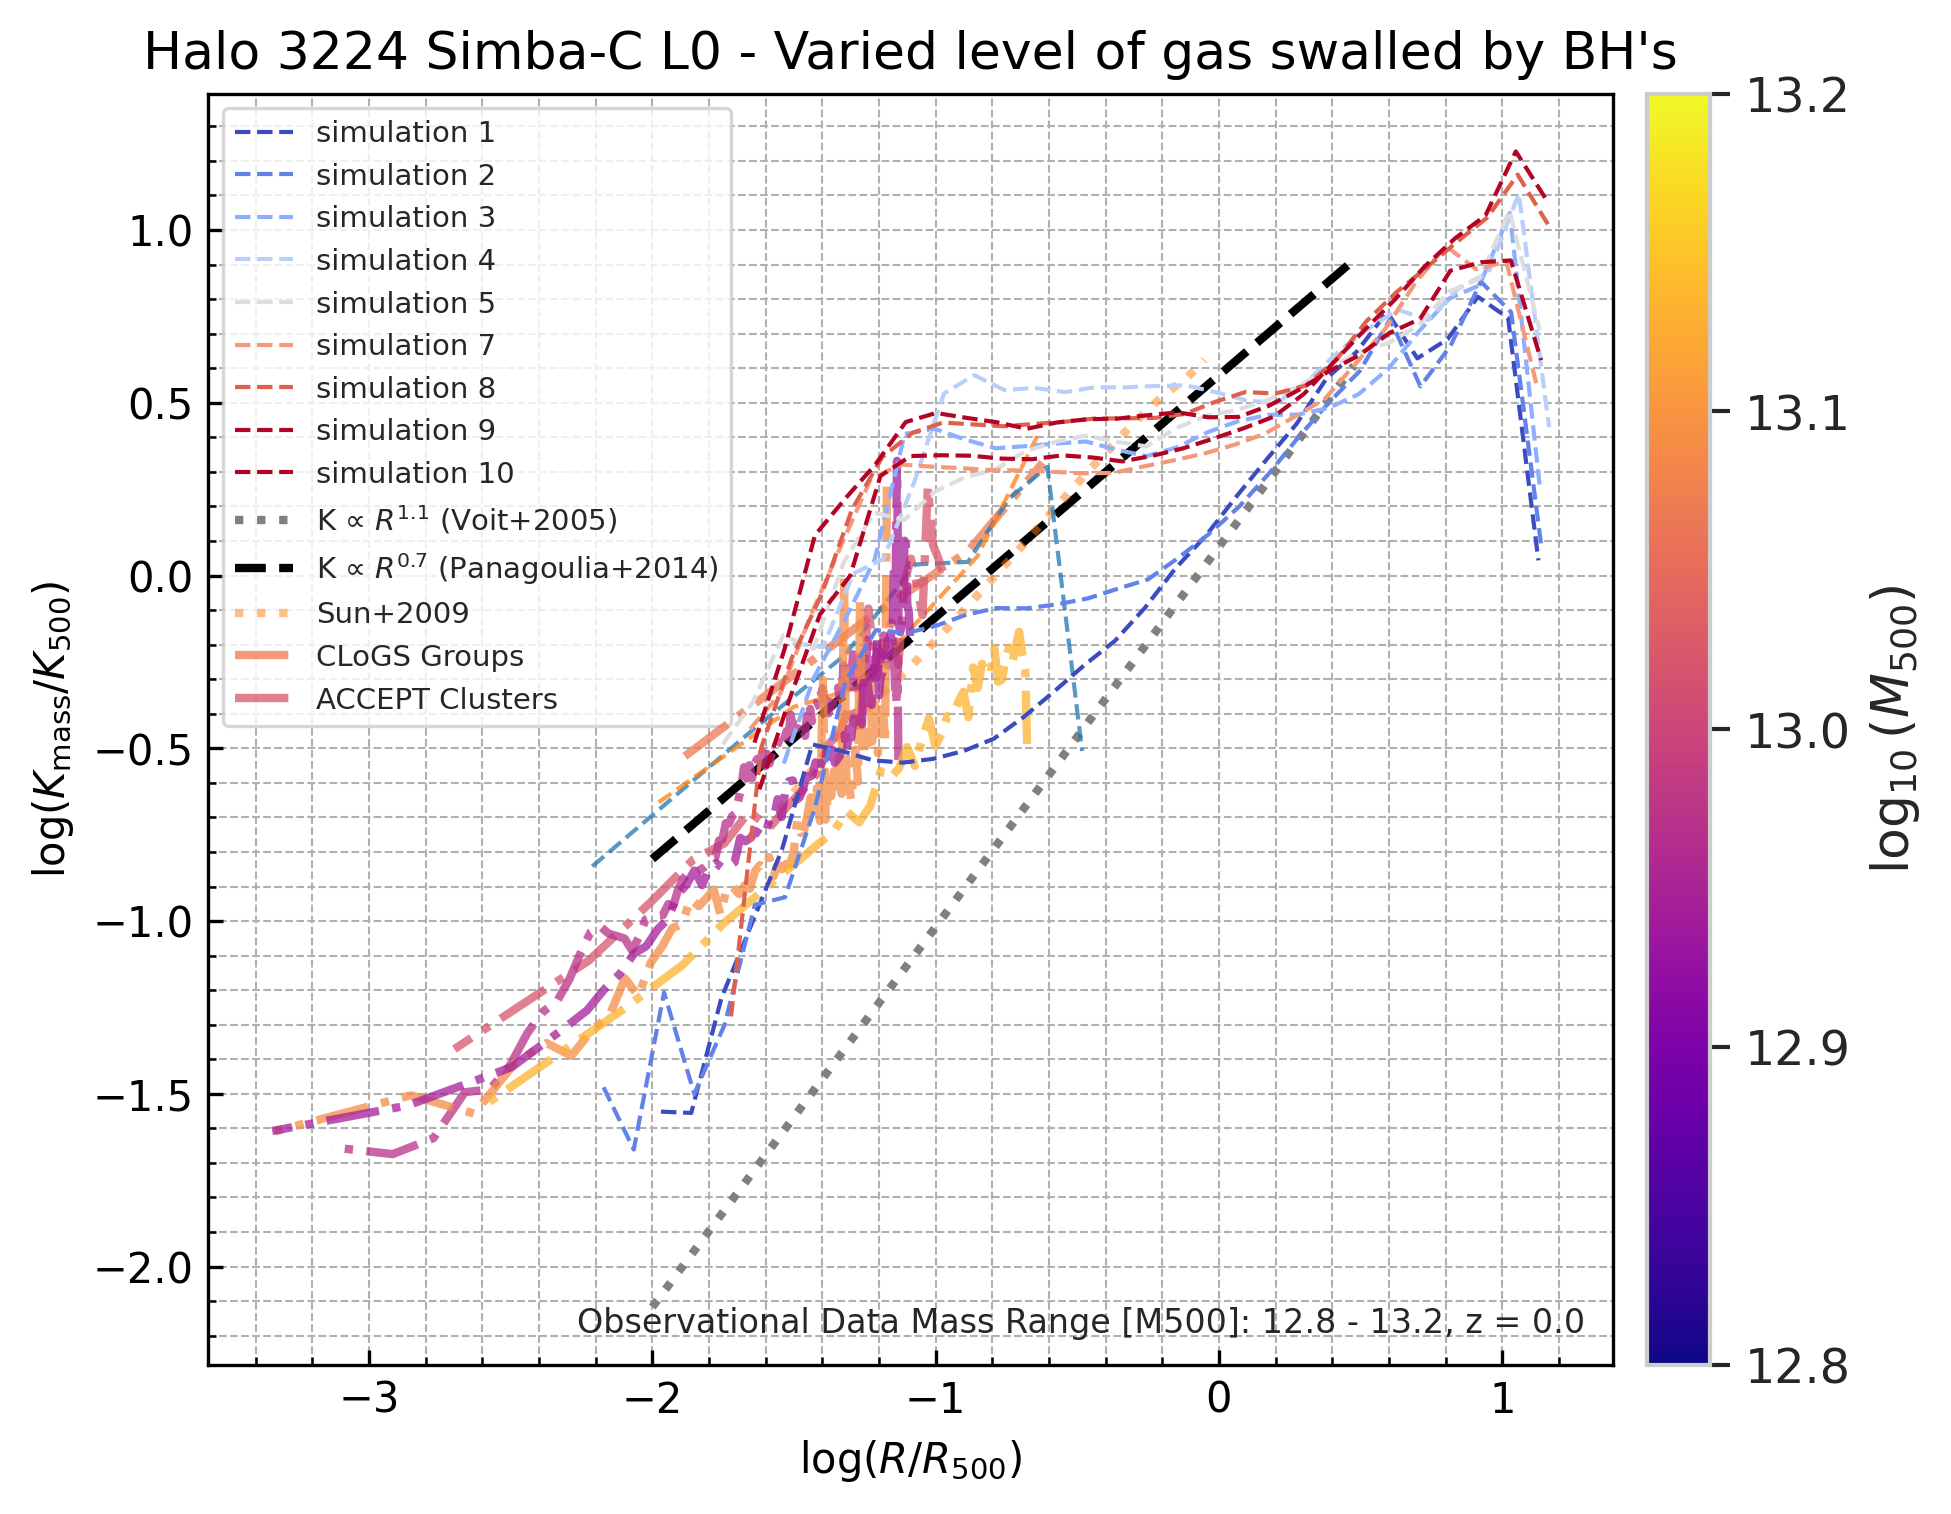 Halo 3224 Simba-C L0 - Varied level of gas swalled by BH's
simulation 1
simulation 2
simulation 3
simulation 4
simulation 5
simulation 7
simulation 8
simulation 9
simulation 10
K ∝ R^1.1 (Voit+2005)
K ∝ R^0.7 (Panagoulia+2014)
Sun+2009
CLoGS Groups
ACCEPT Clusters
1.0
0.5
0.0
−0.5
−1.0
−1.5
−2.0
log(K_mass/K_500)
Observational Data Mass Range [M500]: 12.8 - 13.2, z = 0.0
−3
−2
−1
0
1
log(R/R_500)
13.2
13.1
13.0
12.9
12.8
log_10 (M_500)